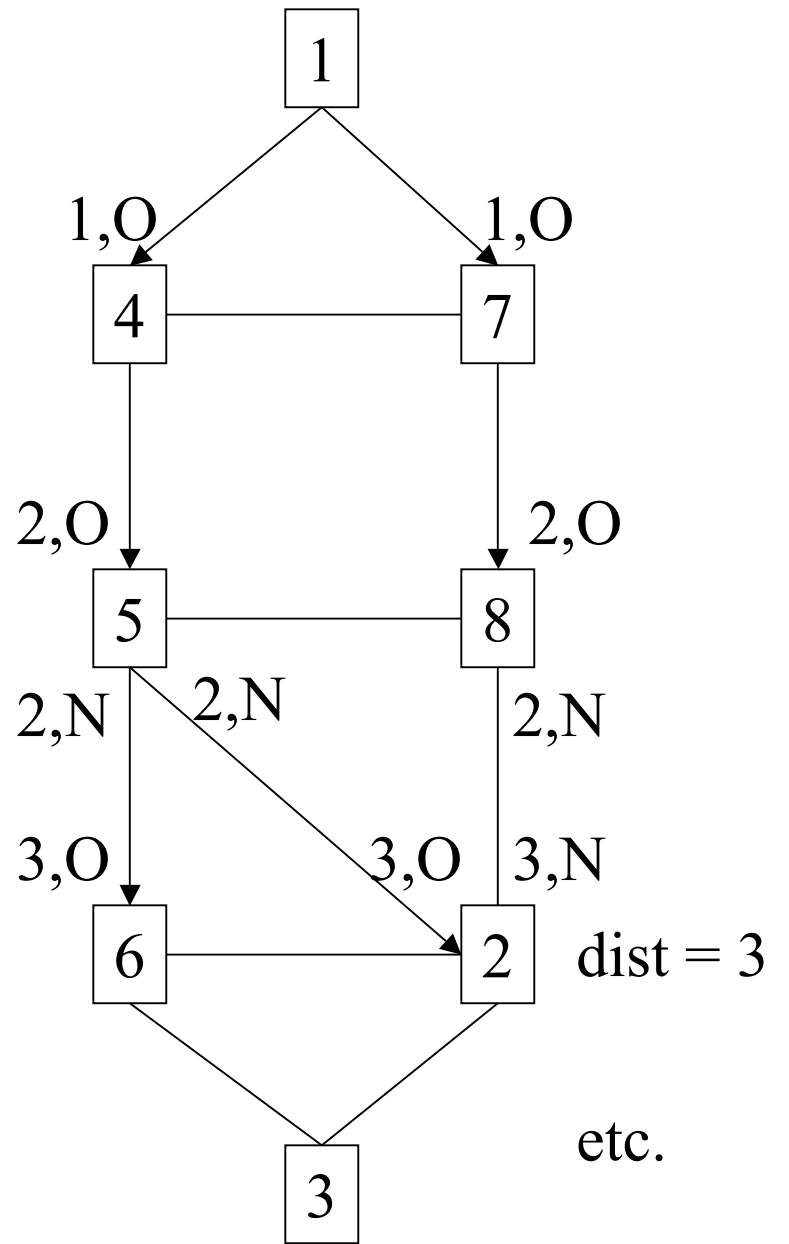 1
1,O 1,O
4 7
2,O 2,O
5 8
2,N 2,N 2,N
3,O 3,O 3,N
6 2 dist = 3
etc.
3